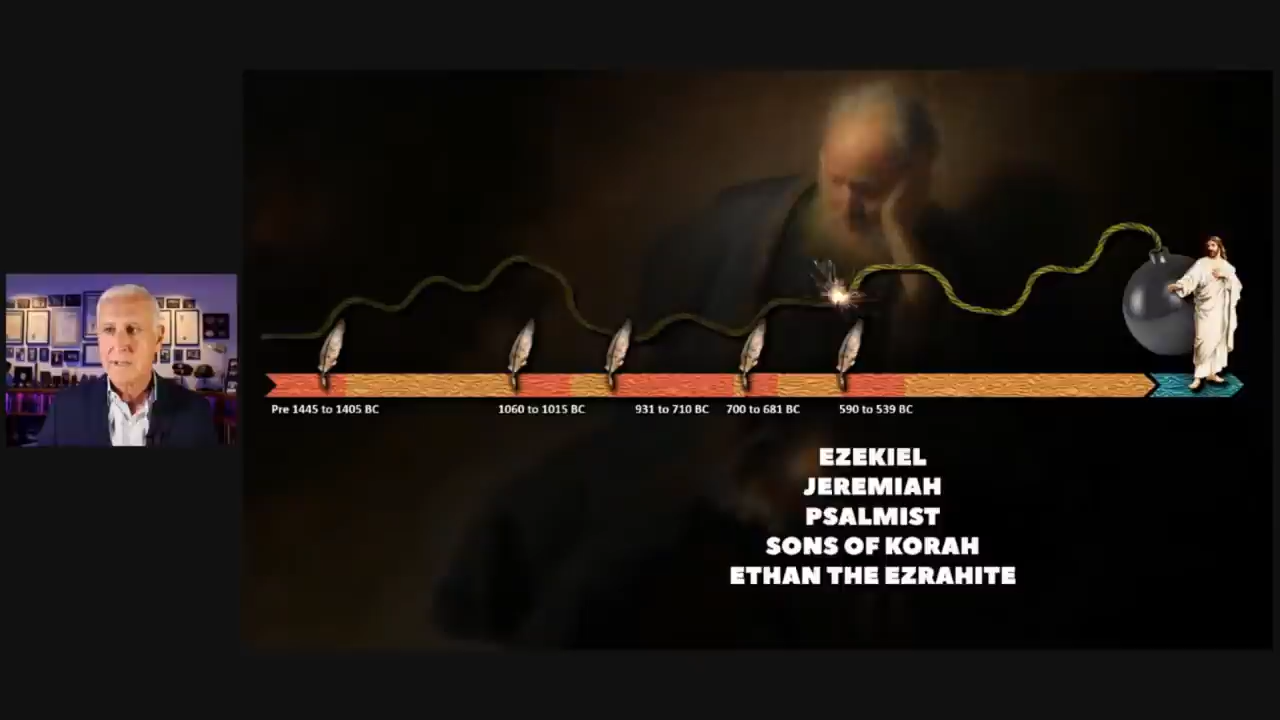 Pre 1445 to 1405 BC
1060 to 1015 BC
931 to 710 BC
700 to 681 BC
590 to 539 BC
EZEKIEL
JEREMIAH
PSALMIST
SONS OF KORAH
ETHAN THE EZRAHITE